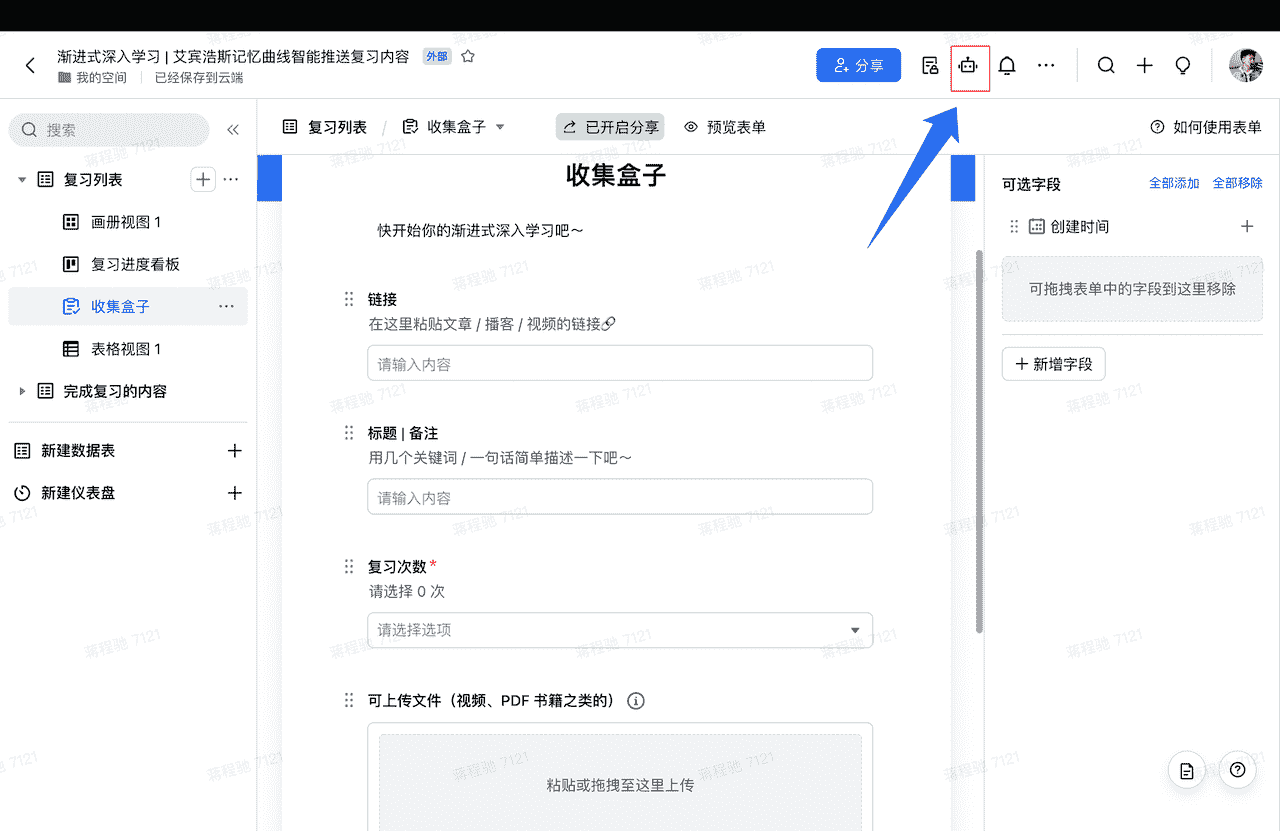 渐进式深入学习 | 艾宾浩斯记忆曲线智能推送复习内容 外部
我的空间 已经保存到云端
分享
搜索
复习列表
画册视图 1
复习进度看板
收集盒子
表格视图 1
完成复习的内容
新建数据表
新建仪表盘
复习列表 / 收集盒子 已开启分享 预览表单 如何使用表单
收集盒子
快开始你的渐进式深入学习吧～
链接
在这里粘贴文章 / 播客 / 视频的链接🔗
请输入内容
标题 | 备注
用几个关键词 / 一句话简单描述一下吧～
请输入内容
复习次数*
请选择 0 次
请选择选项
可上传文件（视频、PDF 书籍之类的）
粘贴或拖拽至这里上传
可选字段 全部添加 全部移除
创建时间
可拖拽表单中的字段到这里移除
新增字段
蒋程驰 7121